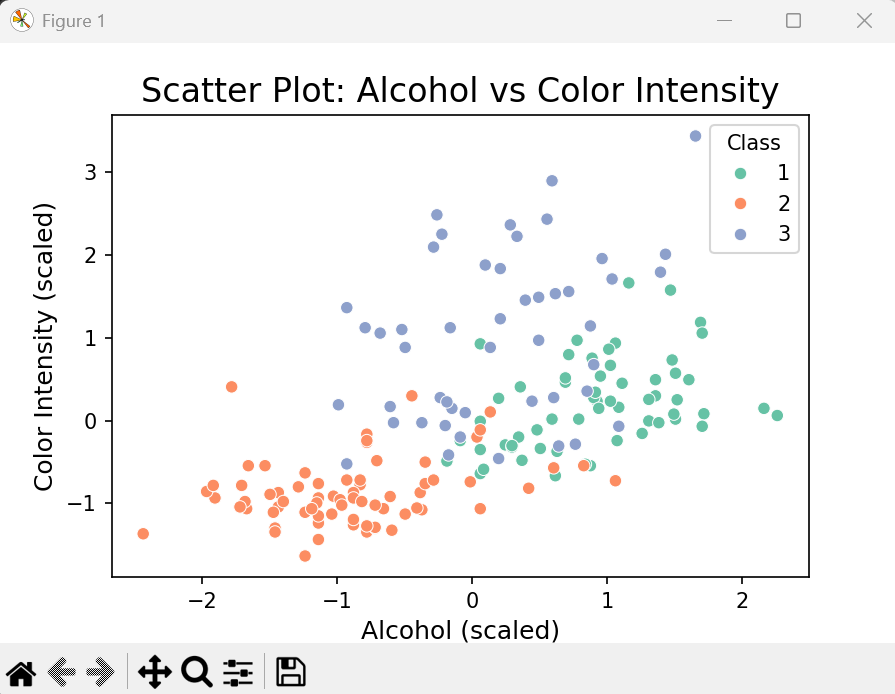 Figure 1
Scatter Plot: Alcohol vs Color Intensity
Class
1
2
3
Color Intensity (scaled)
3
2
1
0
−1
−2
−1
0
1
2
Alcohol (scaled)